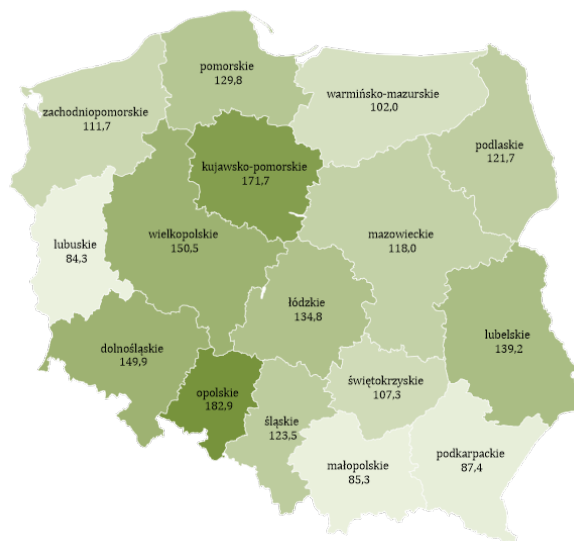 pomorskie
129,8
warmińsko-mazurskie
102,0
zachodniopomorskie
111,7
podlaskie
121,7
kujawsko-pomorskie
171,7
wielkopolskie
150,5
mazowieckie
118,0
lubuskie
84,3
łódzkie
134,8
lubelskie
139,2
dolnośląskie
149,9
opolskie
182,9
świętokrzyskie
107,3
śląskie
123,5
małopolskie
85,3
podkarpackie
87,4